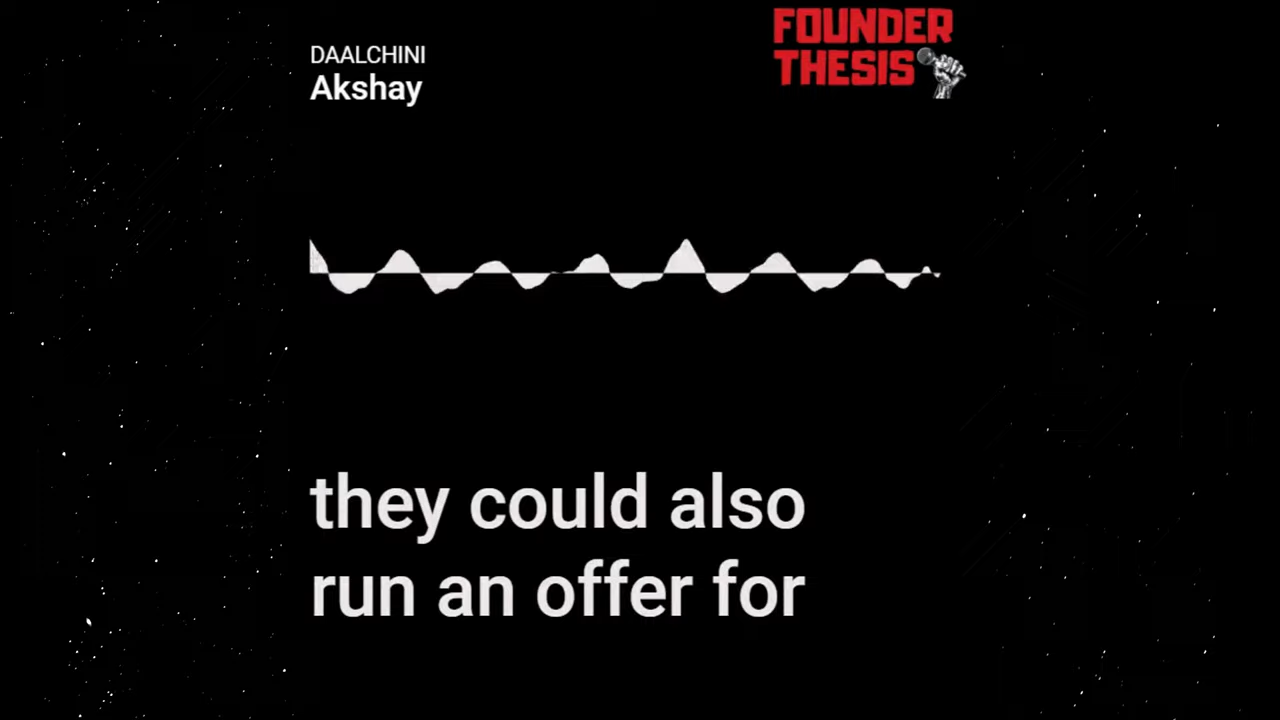 DAALCHINI
Akshay
FOUNDER
THESIS
they could also
run an offer for